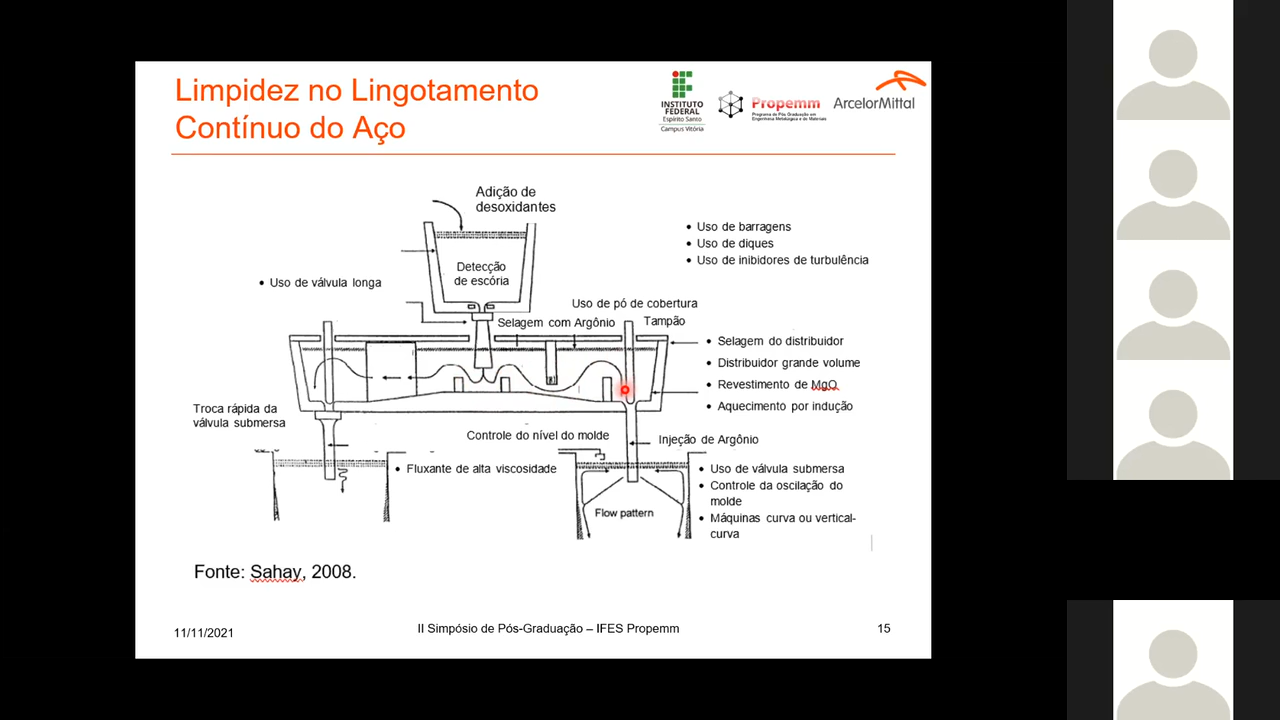 Limpidez no Lingotamento
Contínuo do Aço
INSTITUTO
FEDERAL
Espírito Santo
Campus Vitória
Propemm
Programa de Pós-Graduação em
Engenharia Metalúrgica e de Materiais
ArcelorMittal
Adição de
desoxidantes
• Uso de barragens
• Uso de diques
• Uso de inibidores de turbulência
Detecção
de escória
• Uso de válvula longa
Uso de pó de cobertura
Selagem com Argônio
Tampão
• Selagem do distribuidor
• Distribuidor grande volume
• Revestimento de MgO
• Aquecimento por indução
Troca rápida da
válvula submersa
Controle do nível do molde
Injeção de Argônio
• Fluxante de alta viscosidade
• Uso de válvula submersa
• Controle da oscilação do
molde
• Máquinas curva ou vertical-
curva
Flow pattern
Fonte: Sahay, 2008.
11/11/2021
II Simpósio de Pós-Graduação – IFES Propemm
15